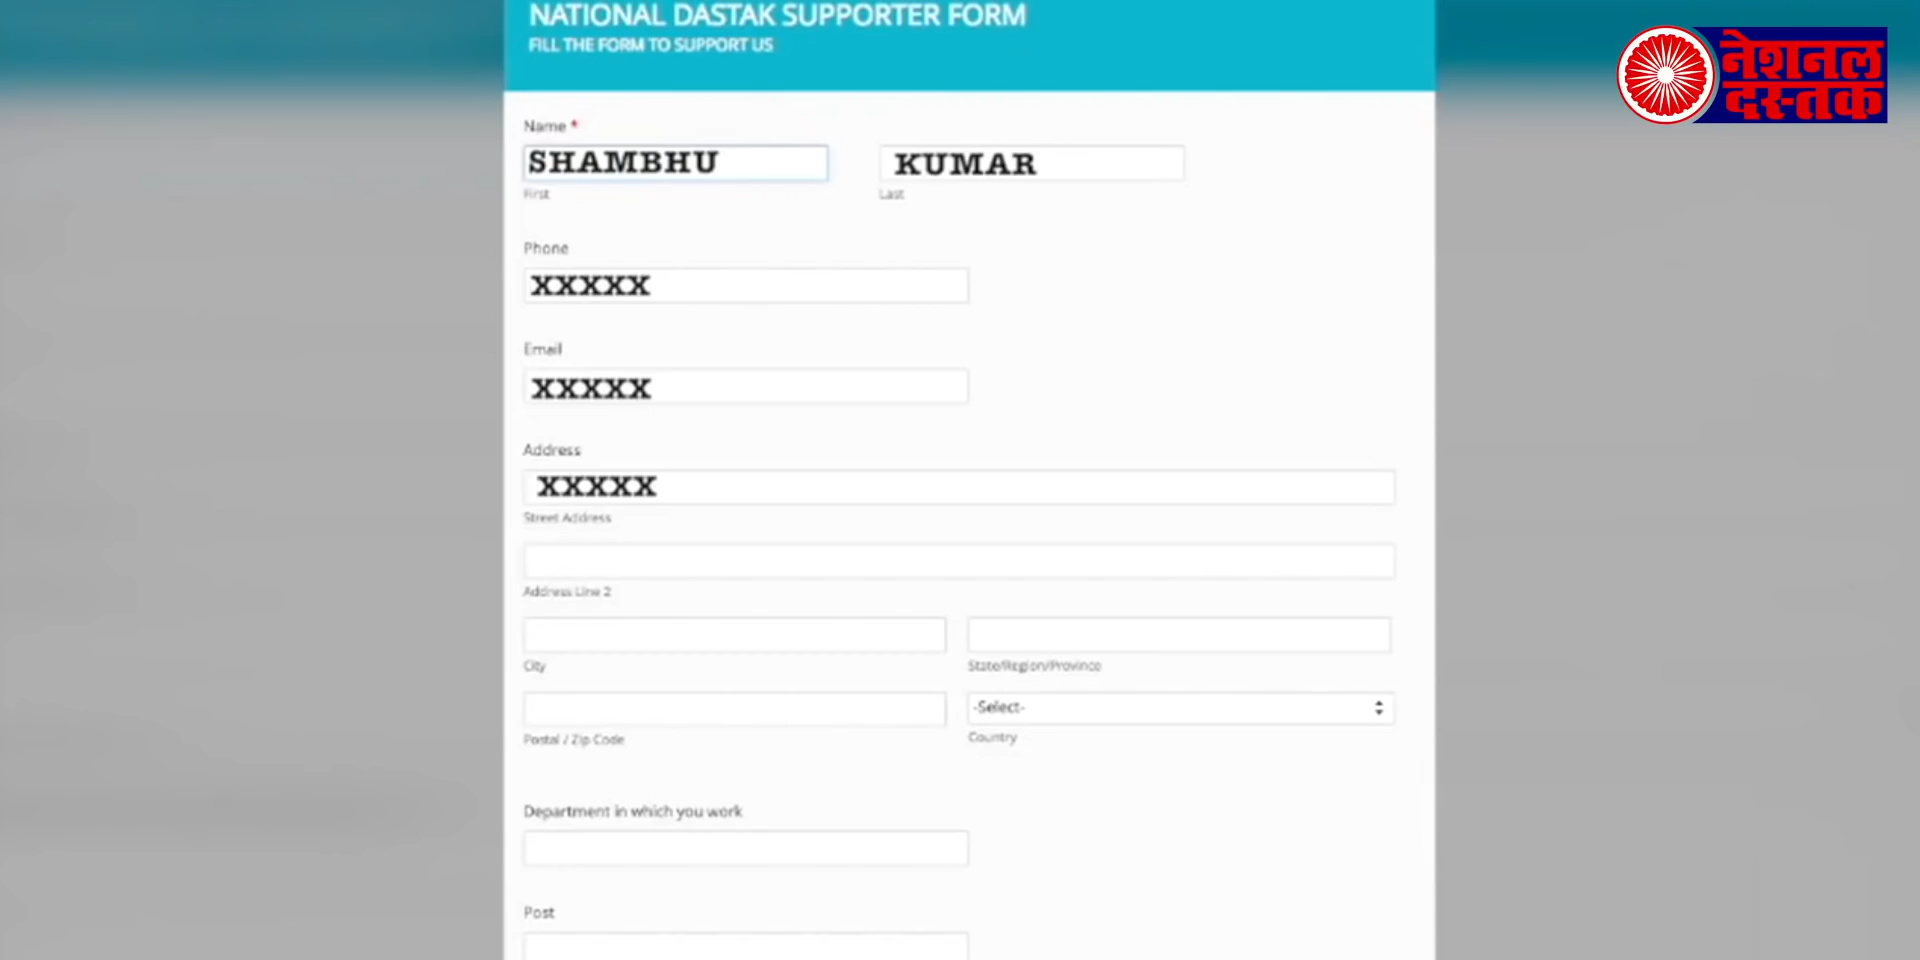 NATIONAL DASTAK SUPPORTER FORM
FILL THE FORM TO SUPPORT US
नेशनल
दस्तक
Name *
SHAMBHU KUMAR
First Last
Phone
XXXXX
Email
XXXXX
Address
XXXXX
Street Address
Address Line 2
City State/Region/Province
-Select-
Postal / Zip Code Country
Department in which you work
Post